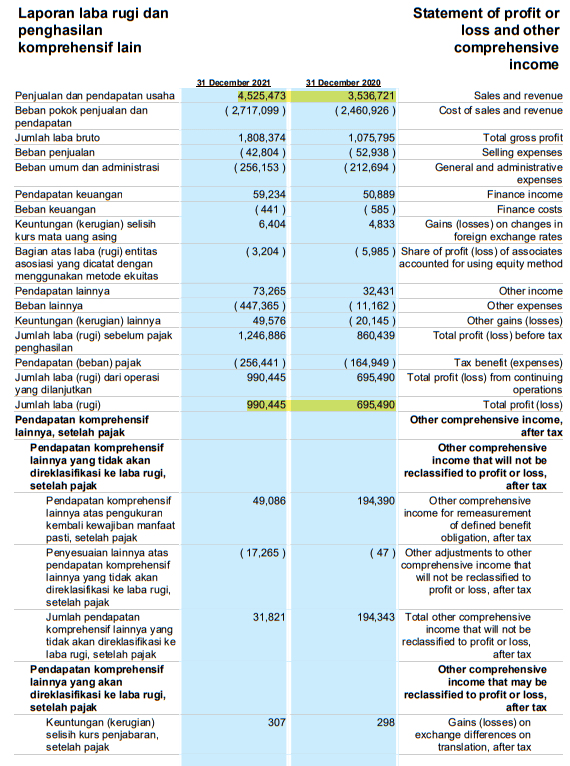 Laporan laba rugi dan
penghasilan
komprehensif lain
Statement of profit or
loss and other
comprehensive
income
31 December 2021 31 December 2020
Penjualan dan pendapatan usaha 4,525,473 3,536,721 Sales and revenue
Beban pokok penjualan dan
pendapatan ( 2,717,099 ) ( 2,460,926 ) Cost of sales and revenue
Jumlah laba bruto 1,808,374 1,075,795 Total gross profit
Beban penjualan ( 42,804 ) ( 52,938 ) Selling expenses
Beban umum dan administrasi ( 256,153 ) ( 212,694 ) General and administrative
expenses
Pendapatan keuangan 59,234 50,889 Finance income
Beban keuangan ( 441 ) ( 585 ) Finance costs
Keuntungan (kerugian) selisih
kurs mata uang asing 6,404 4,833 Gains (losses) on changes in
foreign exchange rates
Bagian atas laba (rugi) entitas
asosiasi yang dicatat dengan
menggunakan metode ekuitas ( 3,204 ) ( 5,985 ) Share of profit (loss) of associates
accounted for using equity method
Pendapatan lainnya 73,265 32,431 Other income
Beban lainnya ( 447,365 ) ( 11,162 ) Other expenses
Keuntungan (kerugian) lainnya 49,576 ( 20,145 ) Other gains (losses)
Jumlah laba (rugi) sebelum pajak
penghasilan 1,246,886 860,439 Total profit (loss) before tax
Pendapatan (beban) pajak ( 256,441 ) ( 164,949 ) Tax benefit (expenses)
Jumlah laba (rugi) dari operasi
yang dilanjutkan 990,445 695,490 Total profit (loss) from continuing
operations
Jumlah laba (rugi) 990,445 695,490 Total profit (loss)
Pendapatan komprehensif
lainnya, setelah pajak
Other comprehensive income,
after tax
Pendapatan komprehensif
lainnya yang tidak akan
direklasifikasi ke laba rugi,
setelah pajak
Other comprehensive
income that will not be
reclassified to profit or loss,
after tax
Pendapatan komprehensif
lainnya atas pengukuran
kembali kewajiban manfaat
pasti, setelah pajak
49,086 194,390 Other comprehensive
income for remeasurement
of defined benefit
obligation, after tax
Penyesuaian lainnya atas
pendapatan komprehensif
lainnya yang tidak akan
direklasifikasi ke laba rugi,
setelah pajak
( 17,265 ) ( 47 ) Other adjustments to other
comprehensive income that
will not be reclassified to
profit or loss, after tax
Jumlah pendapatan
komprehensif lainnya yang
tidak akan direklasifikasi ke
laba rugi, setelah pajak
31,821 194,343 Total other comprehensive
income that will not be
reclassified to profit or loss,
after tax
Pendapatan komprehensif
lainnya yang akan
direklasifikasi ke laba rugi,
setelah pajak
Other comprehensive
income that may be
reclassified to profit or loss,
after tax
Keuntungan (kerugian)
selisih kurs penjabaran,
setelah pajak
307 298 Gains (losses) on
exchange differences on
translation, after tax